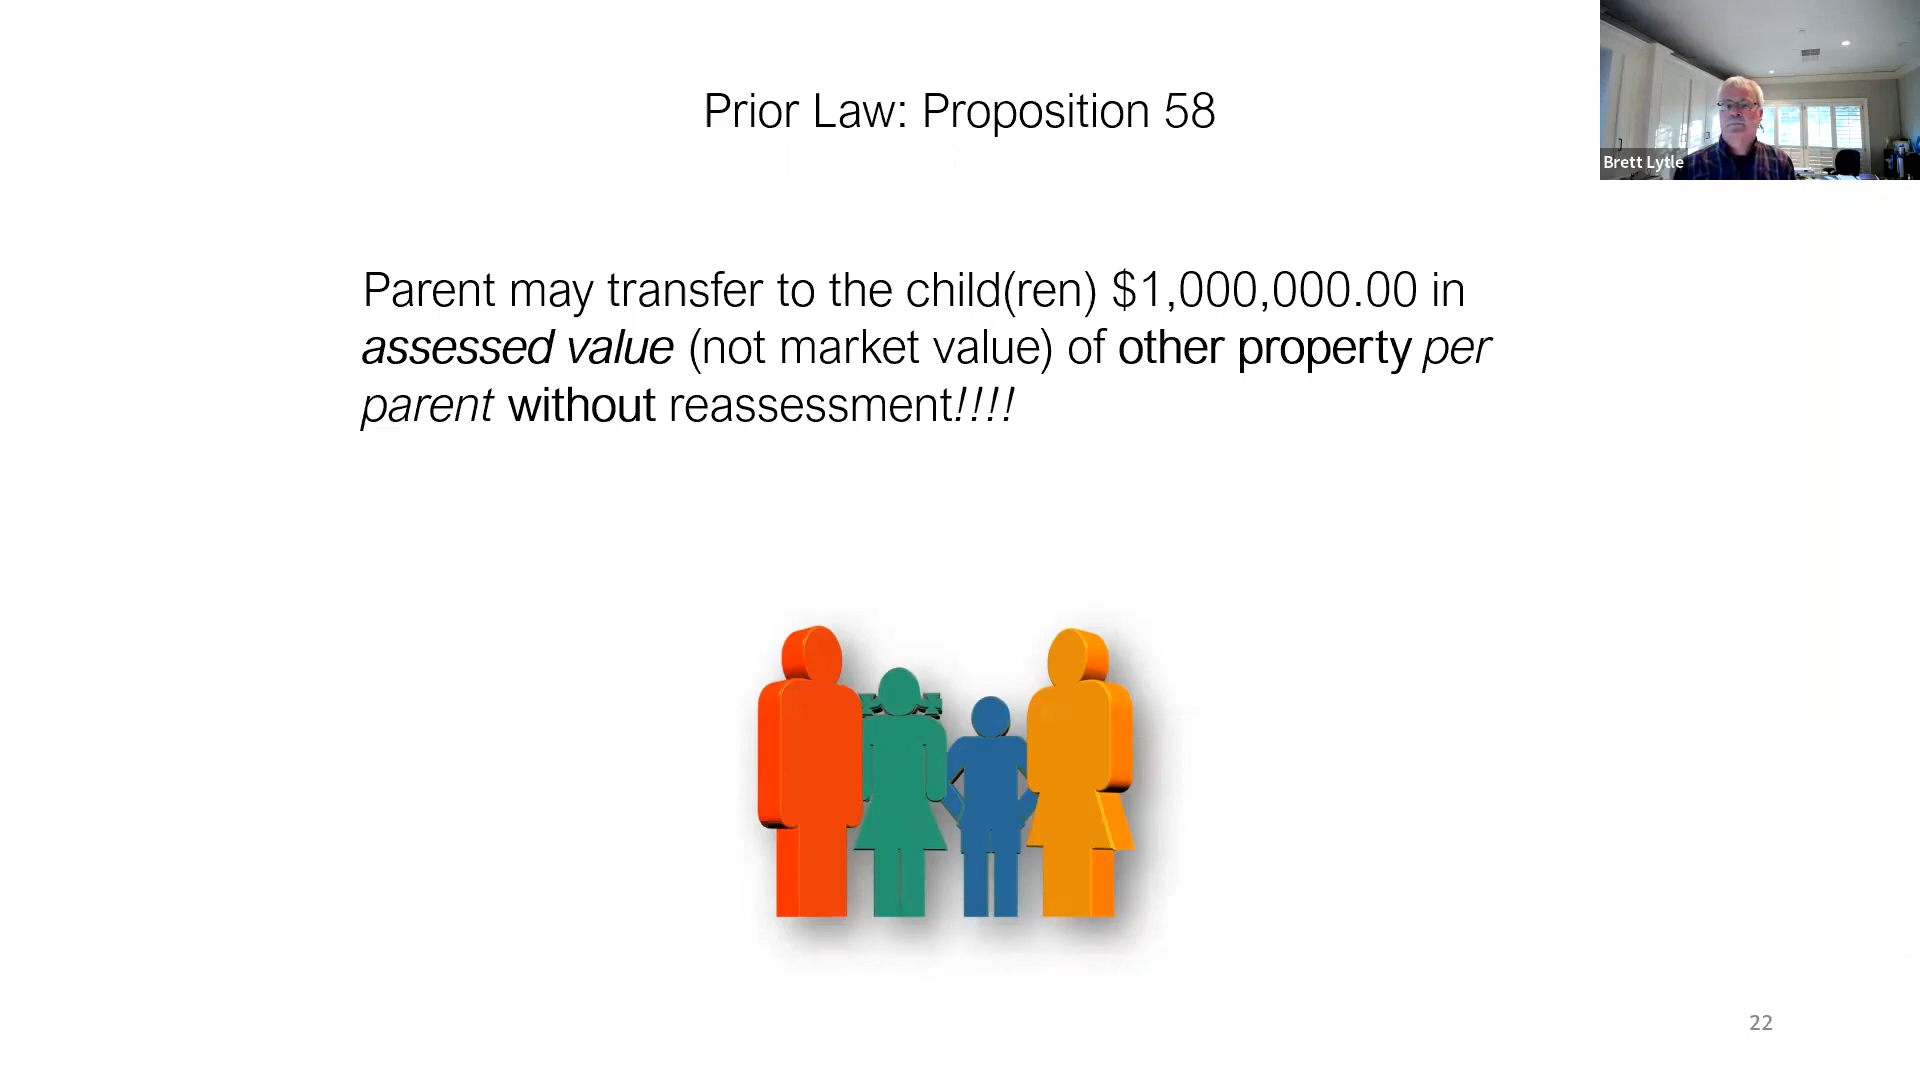 Prior Law: Proposition 58
Brett Lytle
Parent may transfer to the child(ren) $1,000,000.00 in
assessed value (not market value) of other property per
parent without reassessment!!!!
22